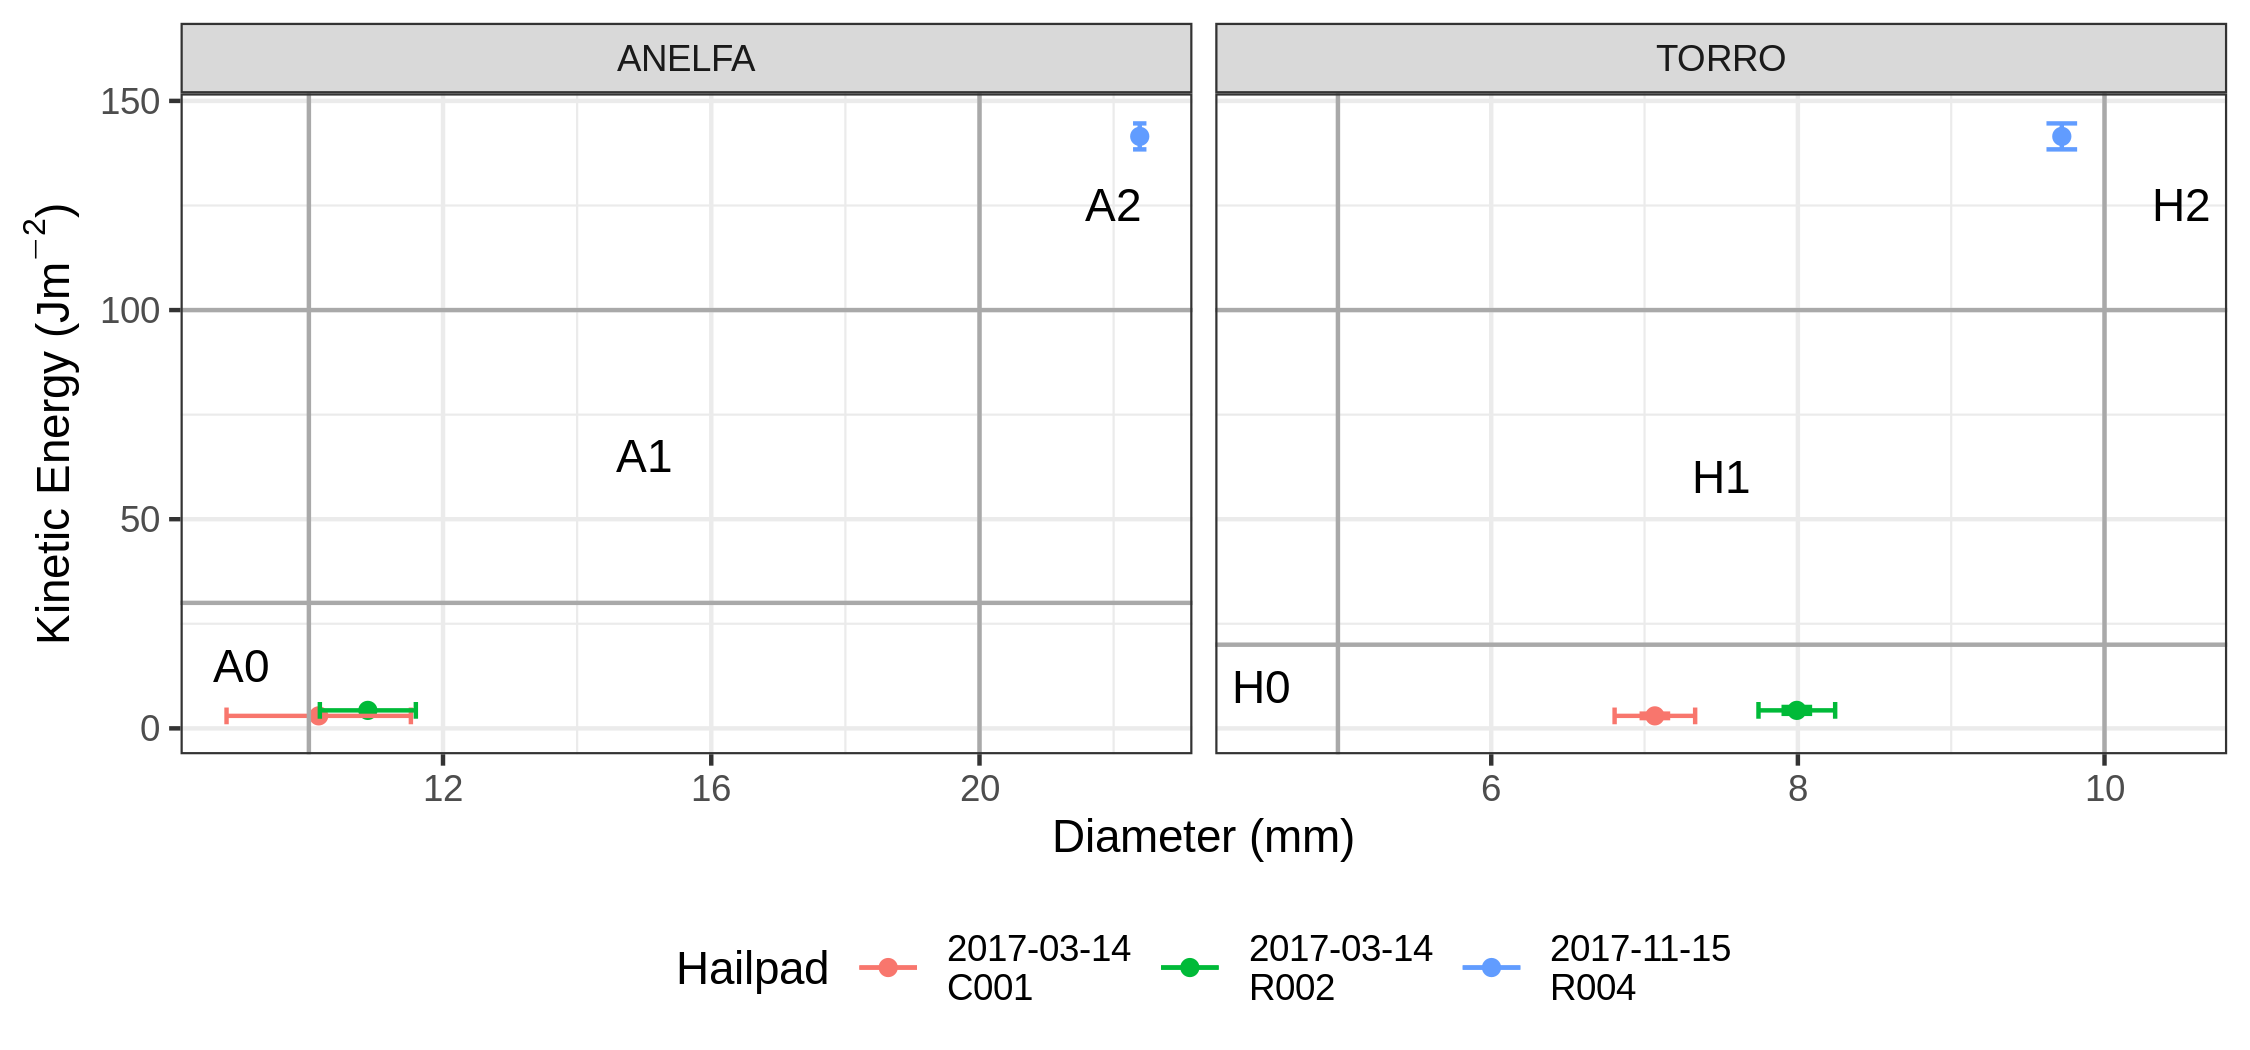 ANELFA
TORRO
150
100
50
0
Kinetic Energy (Jm⁻²)
A2
A1
A0
H2
H1
H0
12
16
20
6
8
10
Diameter (mm)
Hailpad
2017-03-14
C001
2017-03-14
R002
2017-11-15
R004